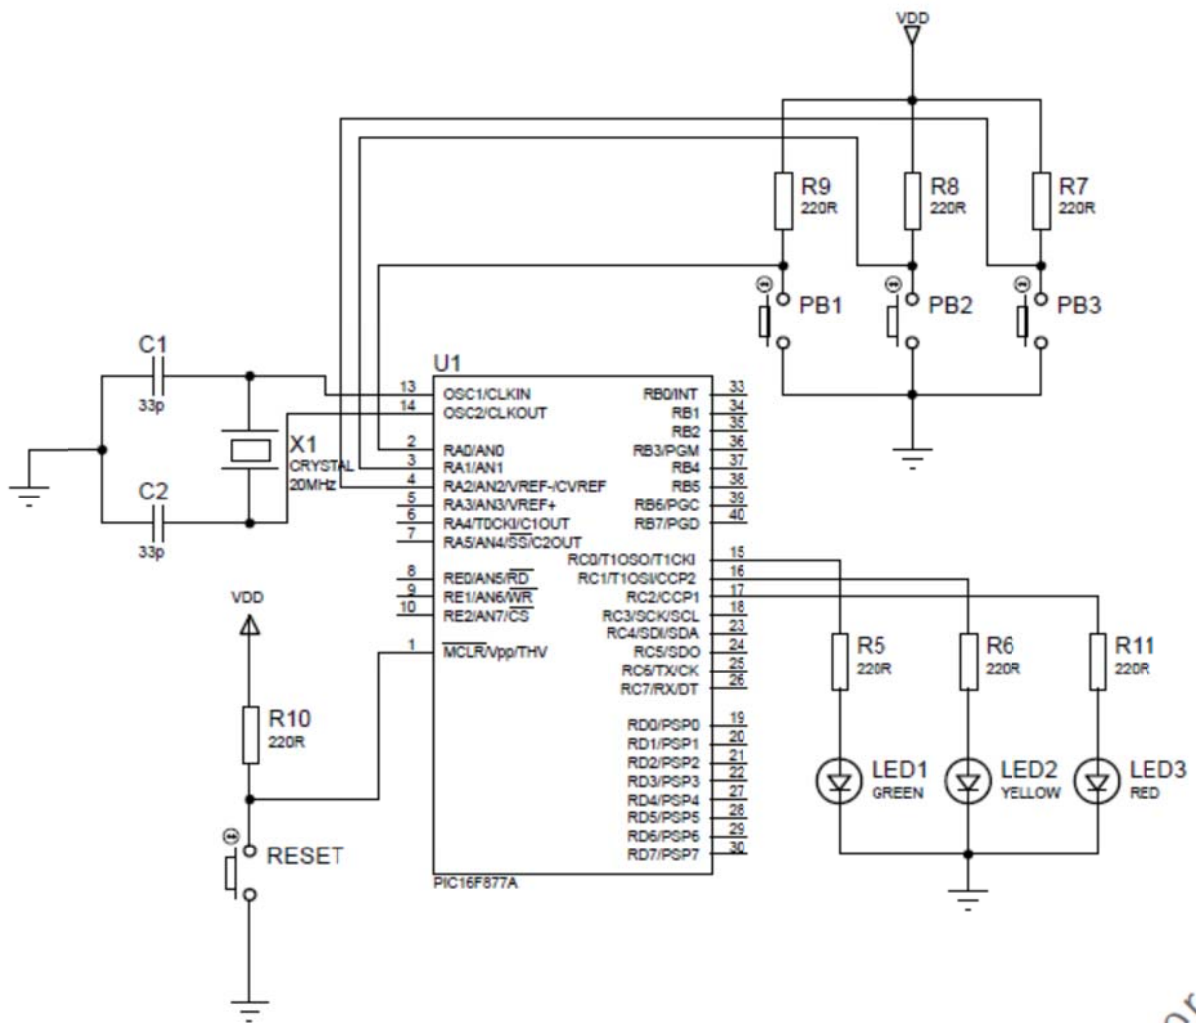 VDD
R9
220R
R8
220R
R7
220R
PB1
PB2
PB3
C1
33p
X1
CRYSTAL
20MHz
C2
33p
U1
13 OSC1/CLKIN
14 OSC2/CLKOUT
2 RA0/AN0
3 RA1/AN1
4 RA2/AN2/VREF-/CVREF
5 RA3/AN3/VREF+
6 RA4/T0CKI/C1OUT
7 RA5/AN4/SS/C2OUT
8 RE0/AN5/RD
9 RE1/AN6/WR
10 RE2/AN7/CS
1 MCLR/Vpp/THV
RB0/INT 33
RB1 34
RB2 35
RB3/PGM 36
RB4 37
RB5 38
RB6/PGC 39
RB7/PGD 40
RC0/T1OSO/T1CKI 15
RC1/T1OSI/CCP2 16
RC2/CCP1 17
RC3/SCK/SCL 18
RC4/SDI/SDA 23
RC5/SDO 24
RC6/TX/CK 25
RC7/RX/DT 26
RD0/PSP0 19
RD1/PSP1 20
RD2/PSP2 21
RD3/PSP3 22
RD4/PSP4 27
RD5/PSP5 28
RD6/PSP6 29
RD7/PSP7 30
PIC16F877A
VDD
R10
220R
RESET
R5
220R
R6
220R
R11
220R
LED1
GREEN
LED2
YELLOW
LED3
RED
or